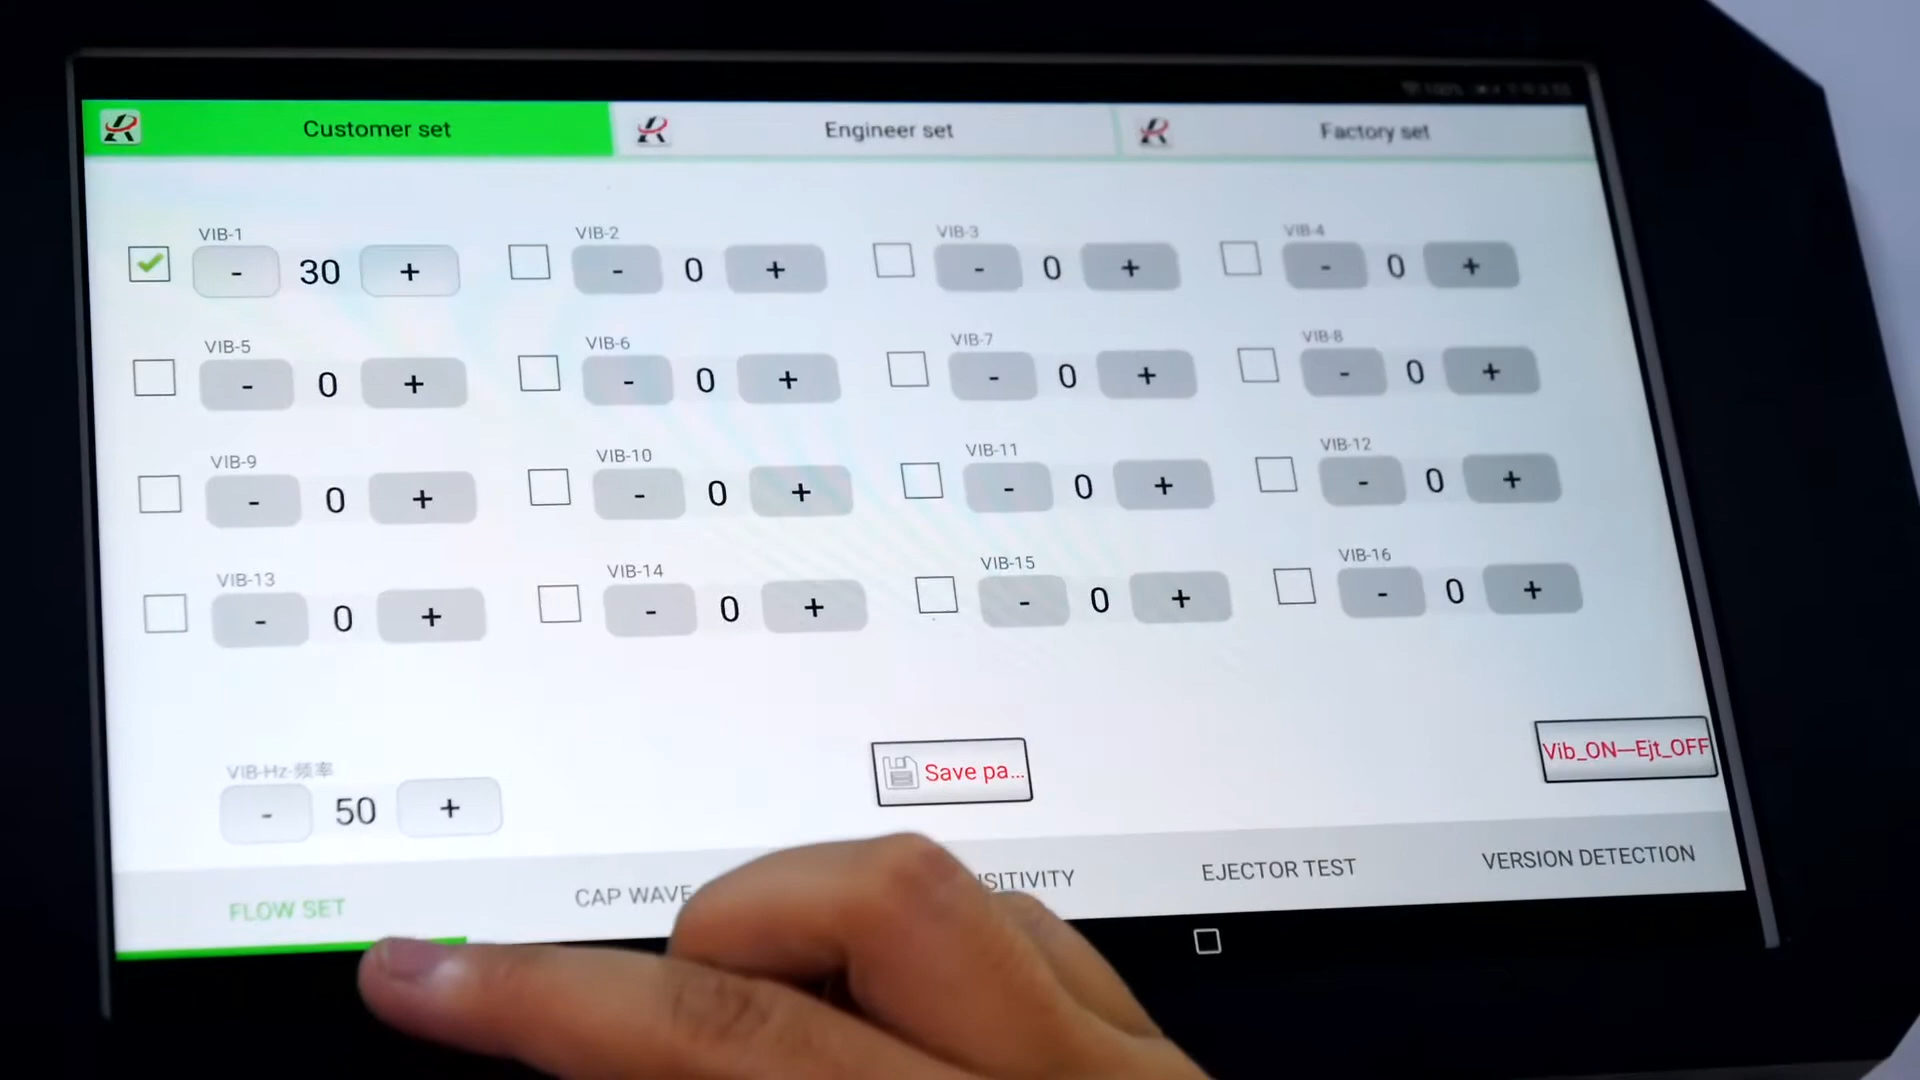 Customer set
Engineer set
Factory set
VIB-1
VIB-2
VIB-3
VIB-4
- 30 +
- 0 +
- 0 +
- 0 +
VIB-5
VIB-6
VIB-7
VIB-8
- 0 +
- 0 +
- 0 +
- 0 +
VIB-9
VIB-10
VIB-11
VIB-12
- 0 +
- 0 +
- 0 +
- 0 +
VIB-13
VIB-14
VIB-15
VIB-16
- 0 +
- 0 +
- 0 +
- 0 +
VIB-Hz-频率
- 50 +
Save pa...
Vib_ON—Ejt_OFF
FLOW SET
CAP WAVE
SITIVITY
EJECTOR TEST
VERSION DETECTION